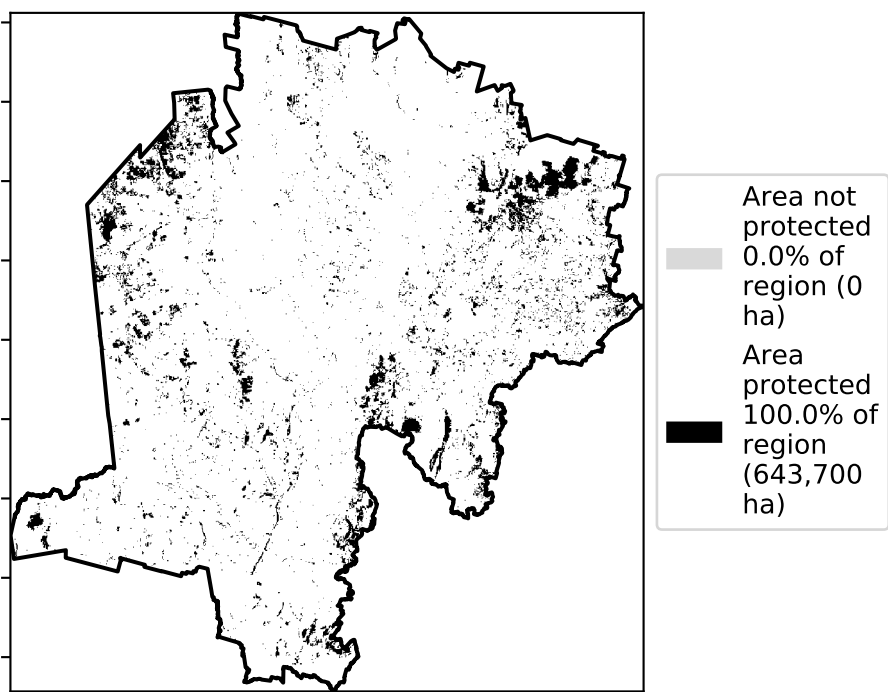 Area not
protected
0.0% of
region (0
ha)
Area
protected
100.0% of
region
(643,700
ha)